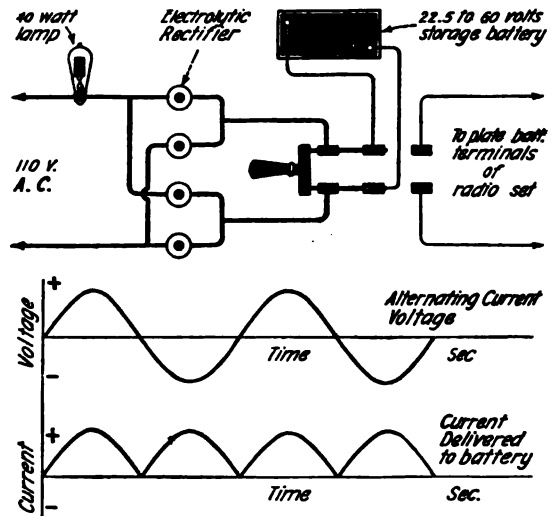 40 watt
lamp
Electrolytic
Rectifier
22.5 to 60 volts
storage battery
110 V.
A.C.
To plate batt.
terminals
of
radio set
+
Voltage
-
Alternating Current
Voltage
Time
Sec
+
Current
-
Current
Delivered
to battery
Time
Sec.